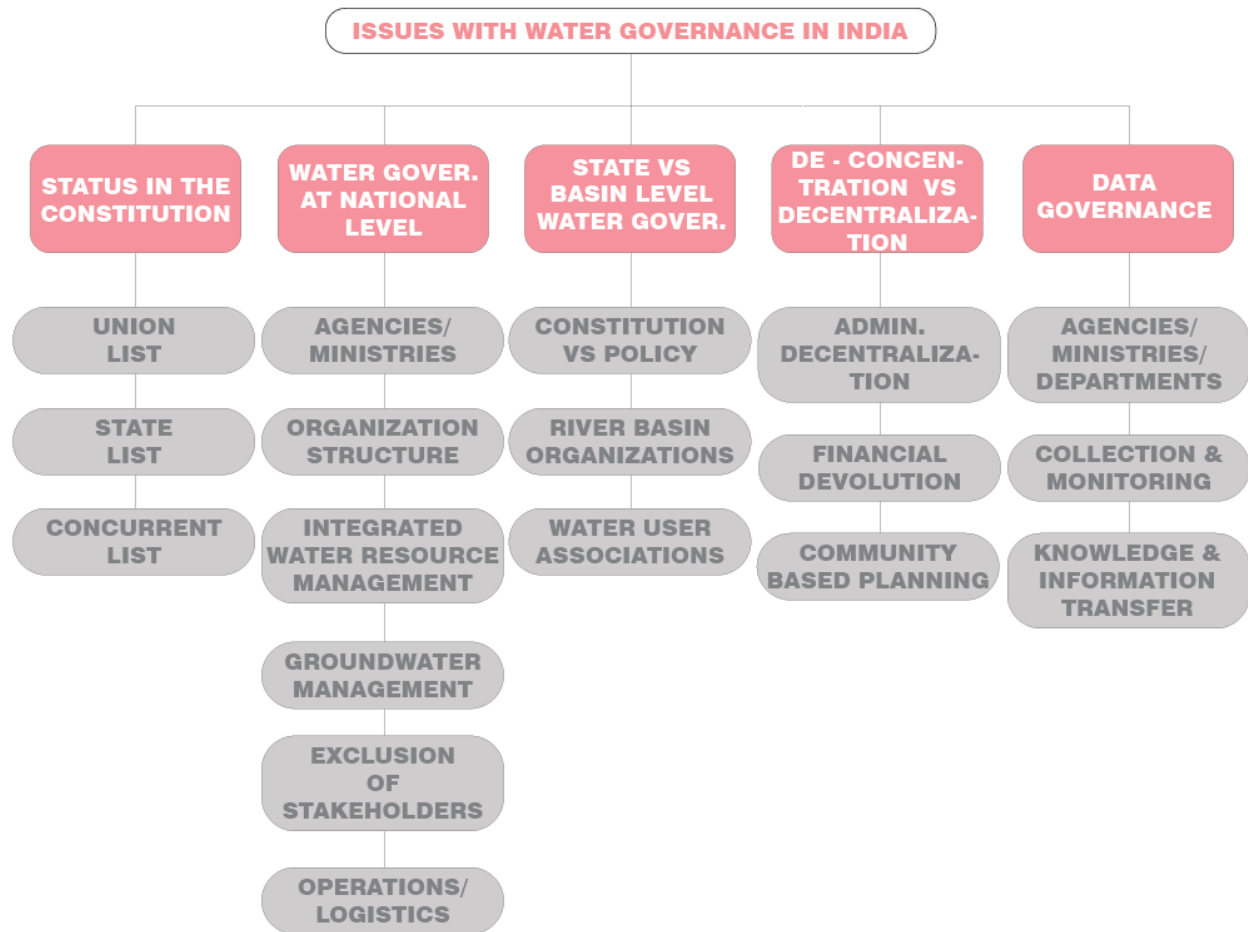 ISSUES WITH WATER GOVERNANCE IN INDIA
STATUS IN THE
CONSTITUTION
UNION
LIST
STATE
LIST
CONCURRENT
LIST
WATER GOVER.
AT NATIONAL
LEVEL
AGENCIES/
MINISTRIES
ORGANIZATION
STRUCTURE
INTEGRATED
WATER RESOURCE
MANAGEMENT
GROUNDWATER
MANAGEMENT
EXCLUSION
OF
STAKEHOLDERS
OPERATIONS/
LOGISTICS
STATE VS
BASIN LEVEL
WATER GOVER.
CONSTITUTION
VS POLICY
RIVER BASIN
ORGANIZATIONS
WATER USER
ASSOCIATIONS
DE - CONCEN-
TRATION VS
DECENTRALIZA-
TION
ADMIN.
DECENTRALIZA-
TION
FINANCIAL
DEVOLUTION
COMMUNITY
BASED PLANNING
DATA
GOVERNANCE
AGENCIES/
MINISTRIES/
DEPARTMENTS
COLLECTION &
MONITORING
KNOWLEDGE &
INFORMATION
TRANSFER